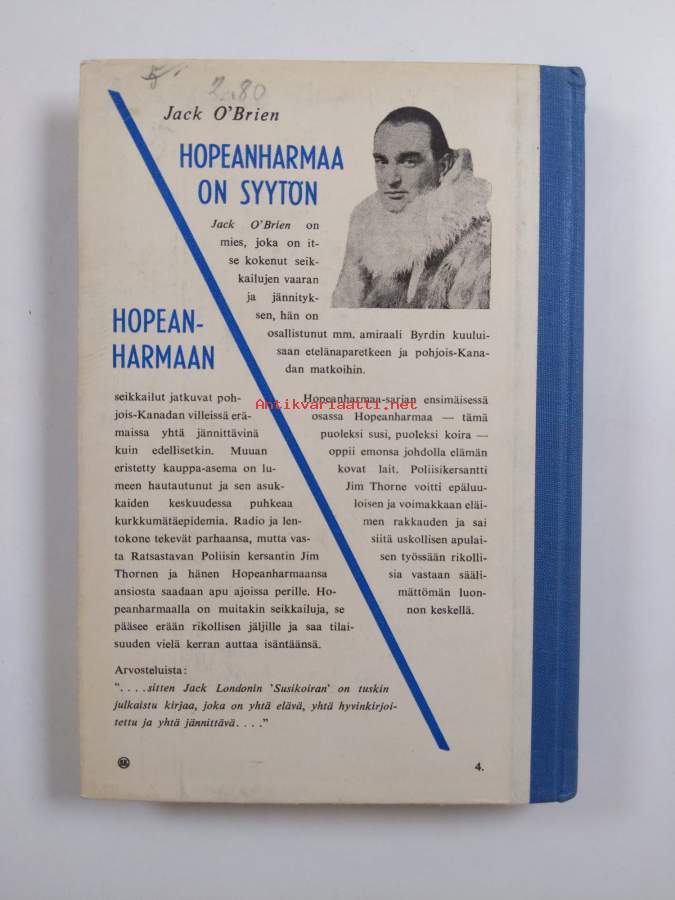 2.80
Jack O'Brien
HOPEANHARMAA
ON SYYTÖN
Jack O'Brien on
mies, joka on it-
se kokenut seik-
kailujen vaaran
ja jännityk-
sen, hän on
osallistunut mm. amiraali Byrdin kuului-
saan etelänaparetkeen ja pohjois-Kana-
dan matkoihin.
HOPEAN-
HARMAAN
seikkailut jatkuvat poh-
jois-Kanadan villeissä erä-
maissa yhtä jännittävinä
kuin edellisetkin. Muuan
eristetty kauppa-asema on lu-
meen hautautunut ja sen asuk-
kaiden keskuudessa puhkeaa
kurkkumätäepidemia. Radio ja len-
tokone tekevät parhaansa, mutta vas-
ta Ratsastavan Poliisin kersantin Jim
Thornen ja hänen Hopeanharmaansa
ansiosta saadaan apu ajoissa perille. Ho-
peanharmaalla on muitakin seikkailuja, se
pääsee erään rikollisen jäljille ja saa tilai-
suuden vielä kerran auttaa isäntäänsä.
Hopeanharmaa-sarjan ensimäisessä
osassa Hopeanharmaa — tämä
puoleksi susi, puoleksi koira —
oppii emonsa johdolla elämän
kovat lait. Poliisikersantti
Jim Thorne voitti epäluu-
loisen ja voimakkaan eläi-
men rakkauden ja sai
siitä uskollisen apulai-
sen työssään rikolli-
sia vastaan sääli-
mättömän luon-
non keskellä.
Antikvariaatti.net
Arvosteluista:
"....sitten Jack Londonin 'Susikoiran' on tuskin
julkaistu kirjaa, joka on yhtä elävä, yhtä hyvinkirjoi-
tettu ja yhtä jännittävä...."
4.